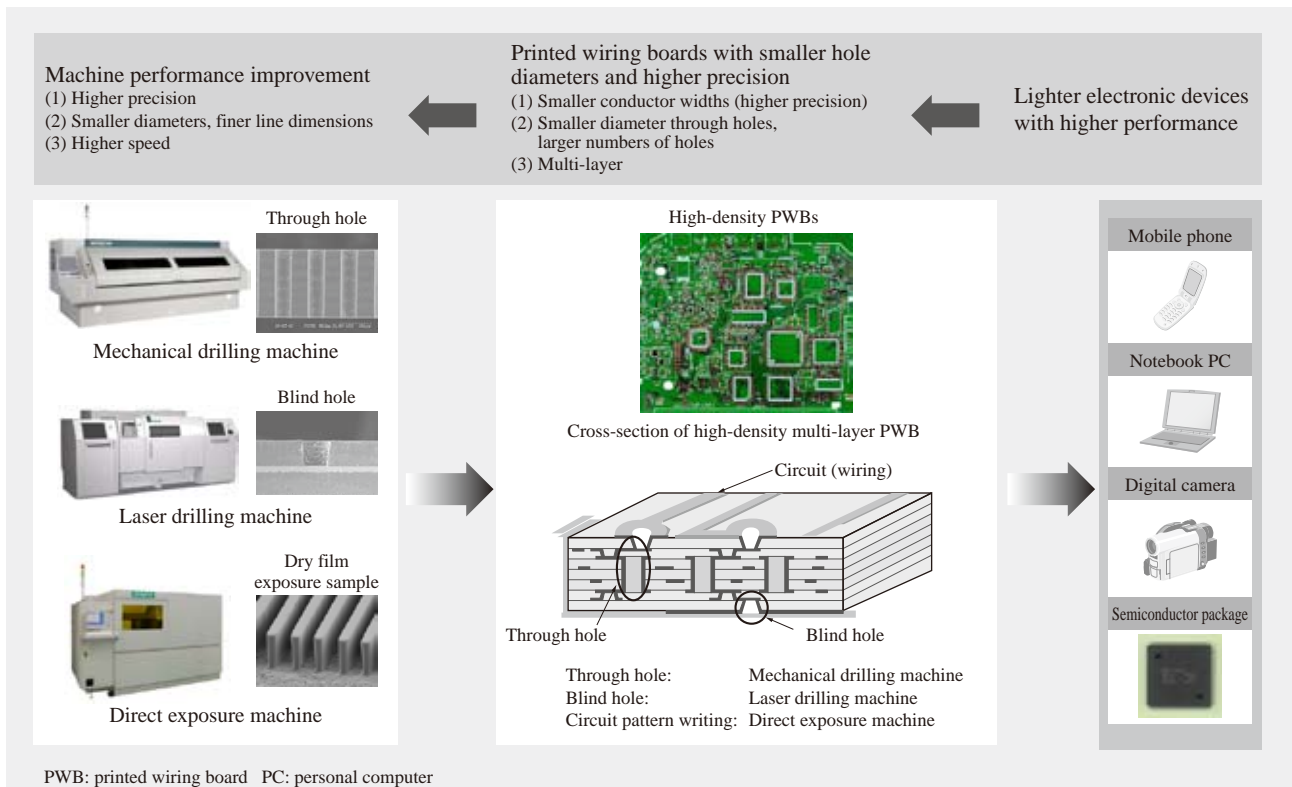 Machine performance improvement
(1) Higher precision
(2) Smaller diameters, finer line dimensions
(3) Higher speed
Printed wiring boards with smaller hole
diameters and higher precision
(1) Smaller conductor widths (higher precision)
(2) Smaller diameter through holes,
larger numbers of holes
(3) Multi-layer
Lighter electronic devices
with higher performance
Through hole
Mechanical drilling machine
Blind hole
Laser drilling machine
Dry film
exposure sample
Direct exposure machine
High-density PWBs
Cross-section of high-density multi-layer PWB
Circuit (wiring)
Through hole
Blind hole
Through hole: Mechanical drilling machine
Blind hole: Laser drilling machine
Circuit pattern writing: Direct exposure machine
Mobile phone
Notebook PC
Digital camera
Semiconductor package
PWB: printed wiring board PC: personal computer